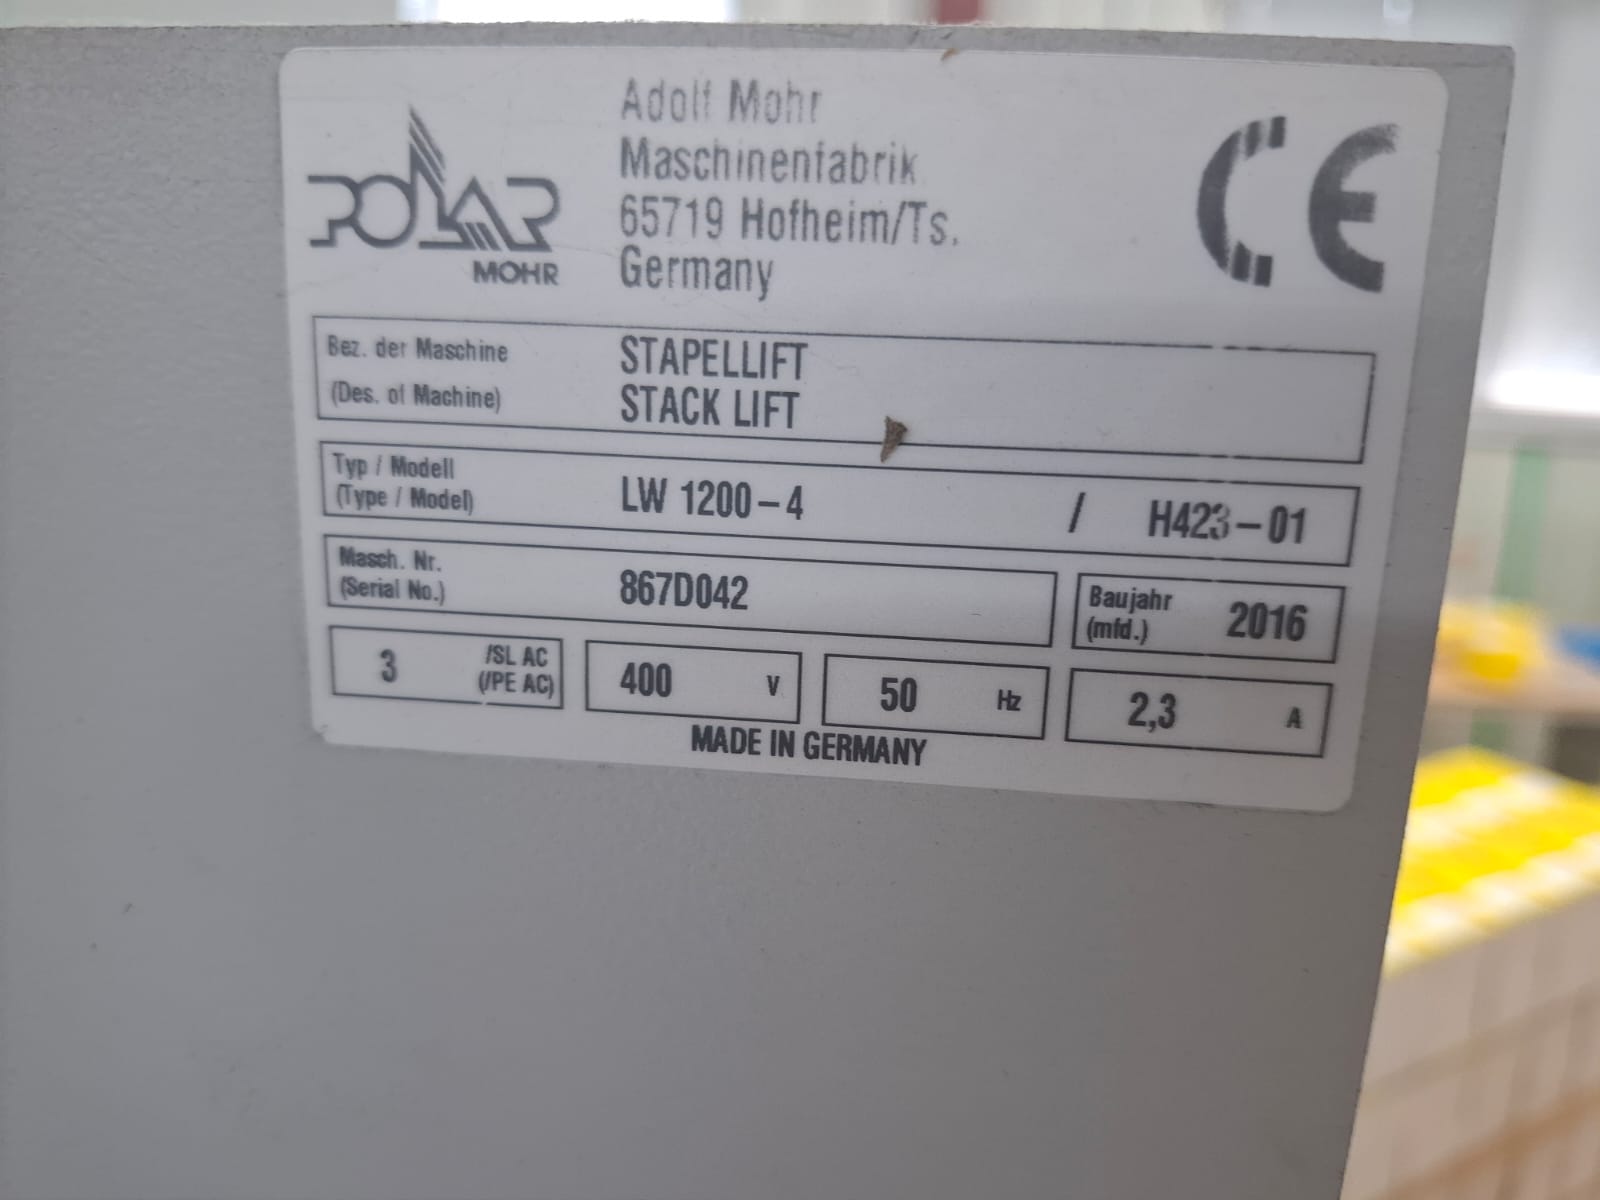 POLAR
MOHR
Adolf Mohr
Maschinenfabrik
65719 Hofheim/Ts.
Germany
CE
Bez. der Maschine
(Des. of Machine)
STAPELLIFT
STACK LIFT
Typ / Modell
(Type / Model)
LW 1200-4 / H423-01
Masch. Nr.
(Serial No.)
867D042
Baujahr
(mfd.)
2016
3 /SL AC
(/PE AC)
400 V
50 Hz
2,3 A
MADE IN GERMANY